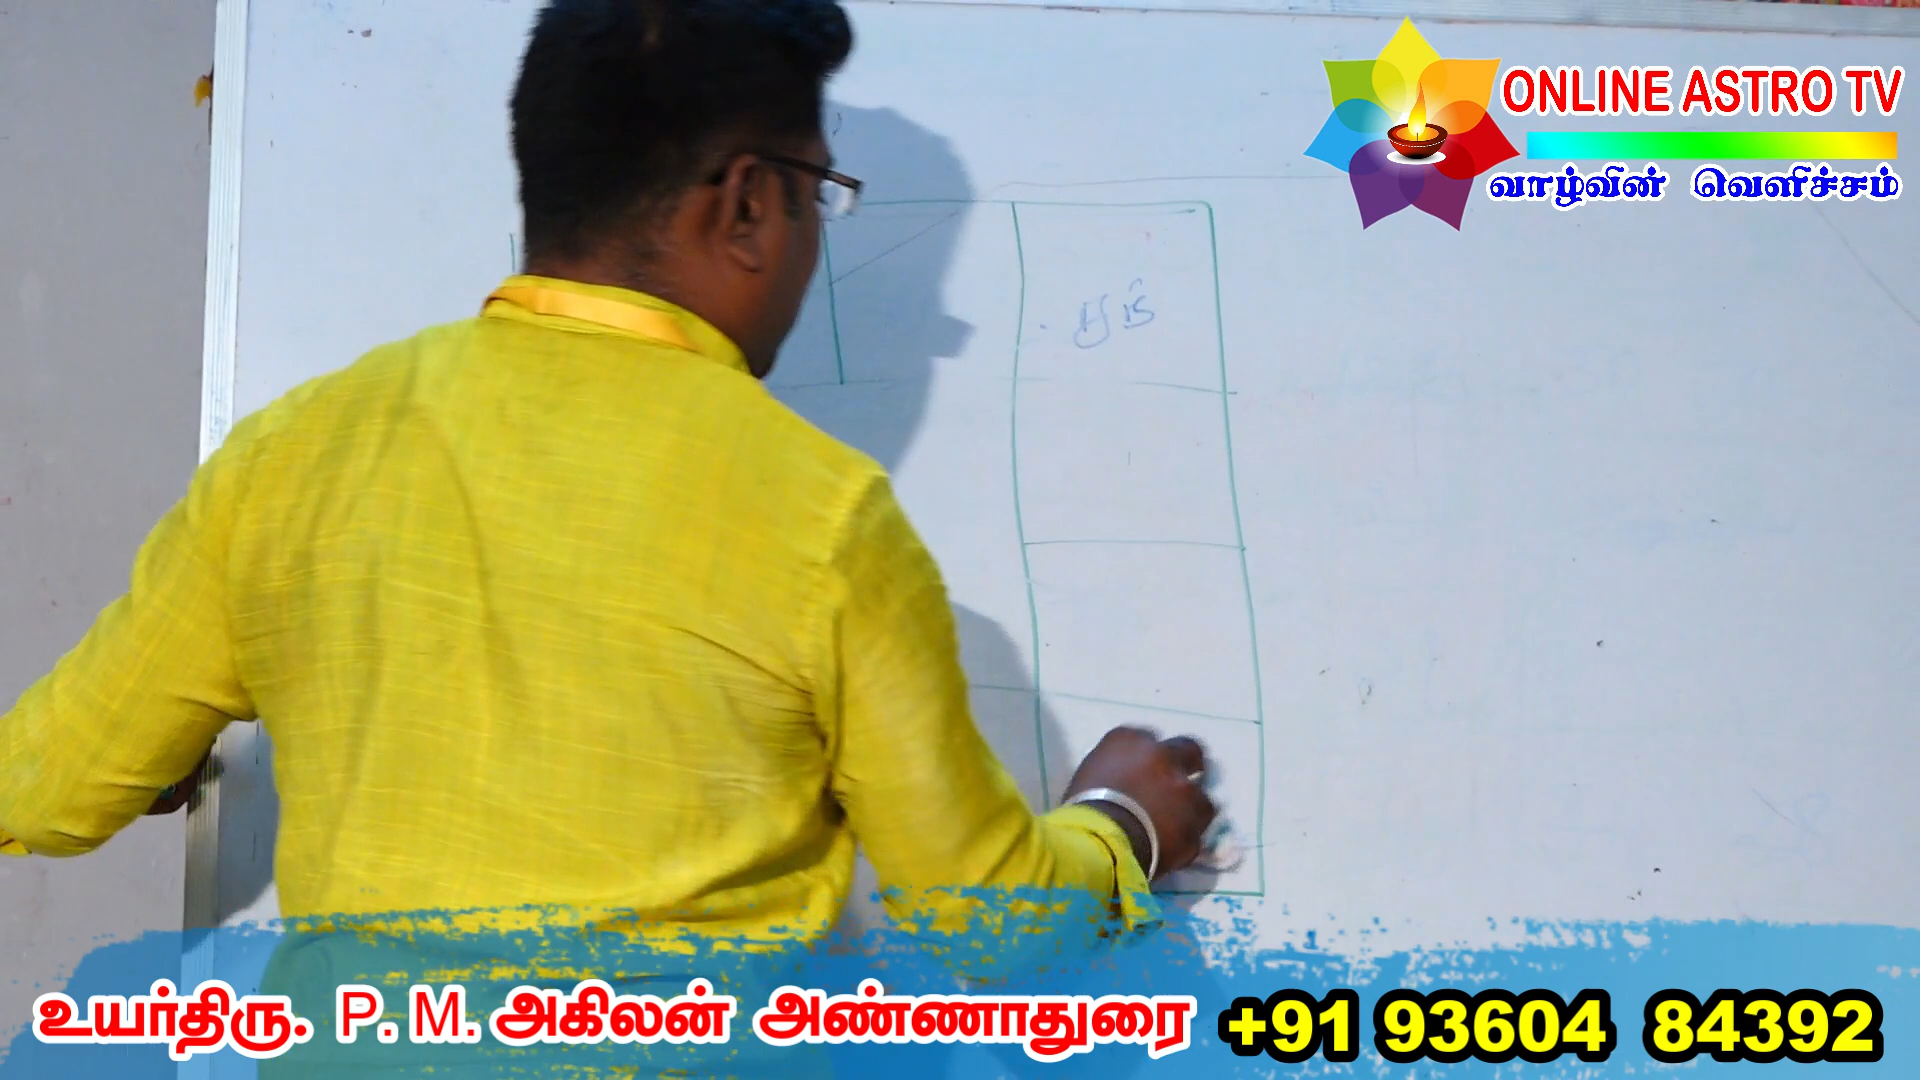 ONLINE ASTRO TV
வாழ்வின் வெளிச்சம்
உயர்திரு. P. M. அகிலன் அண்ணாதுரை +91 93604 84392